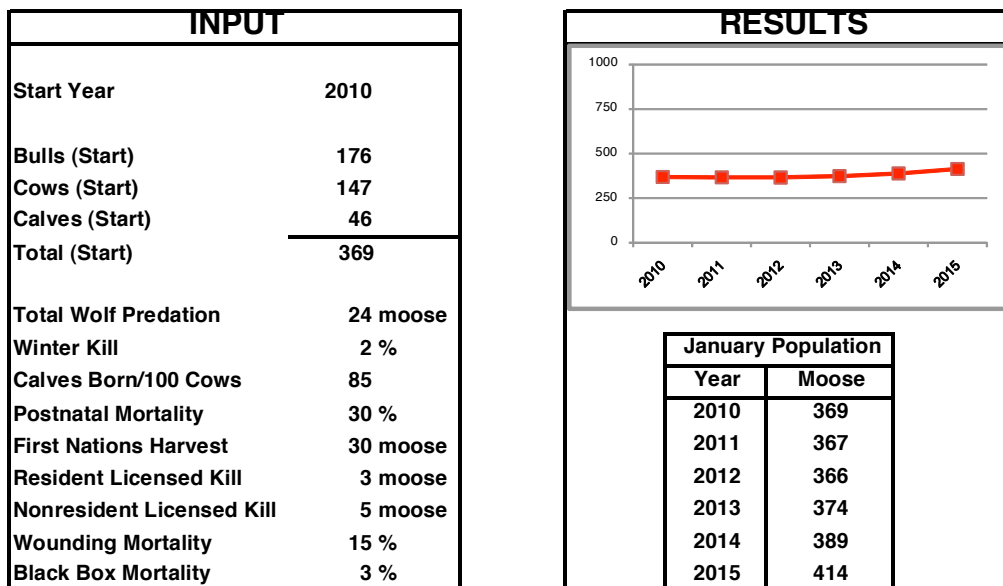 INPUT
Start Year 2010
Bulls (Start) 176
Cows (Start) 147
Calves (Start) 46
Total (Start) 369
Total Wolf Predation 24 moose
Winter Kill 2 %
Calves Born/100 Cows 85
Postnatal Mortality 30 %
First Nations Harvest 30 moose
Resident Licensed Kill 3 moose
Nonresident Licensed Kill 5 moose
Wounding Mortality 15 %
Black Box Mortality 3 %
RESULTS
1000
750
500
250
0
2010 2011 2012 2013 2014 2015
January Population
Year Moose
2010 369
2011 367
2012 366
2013 374
2014 389
2015 414